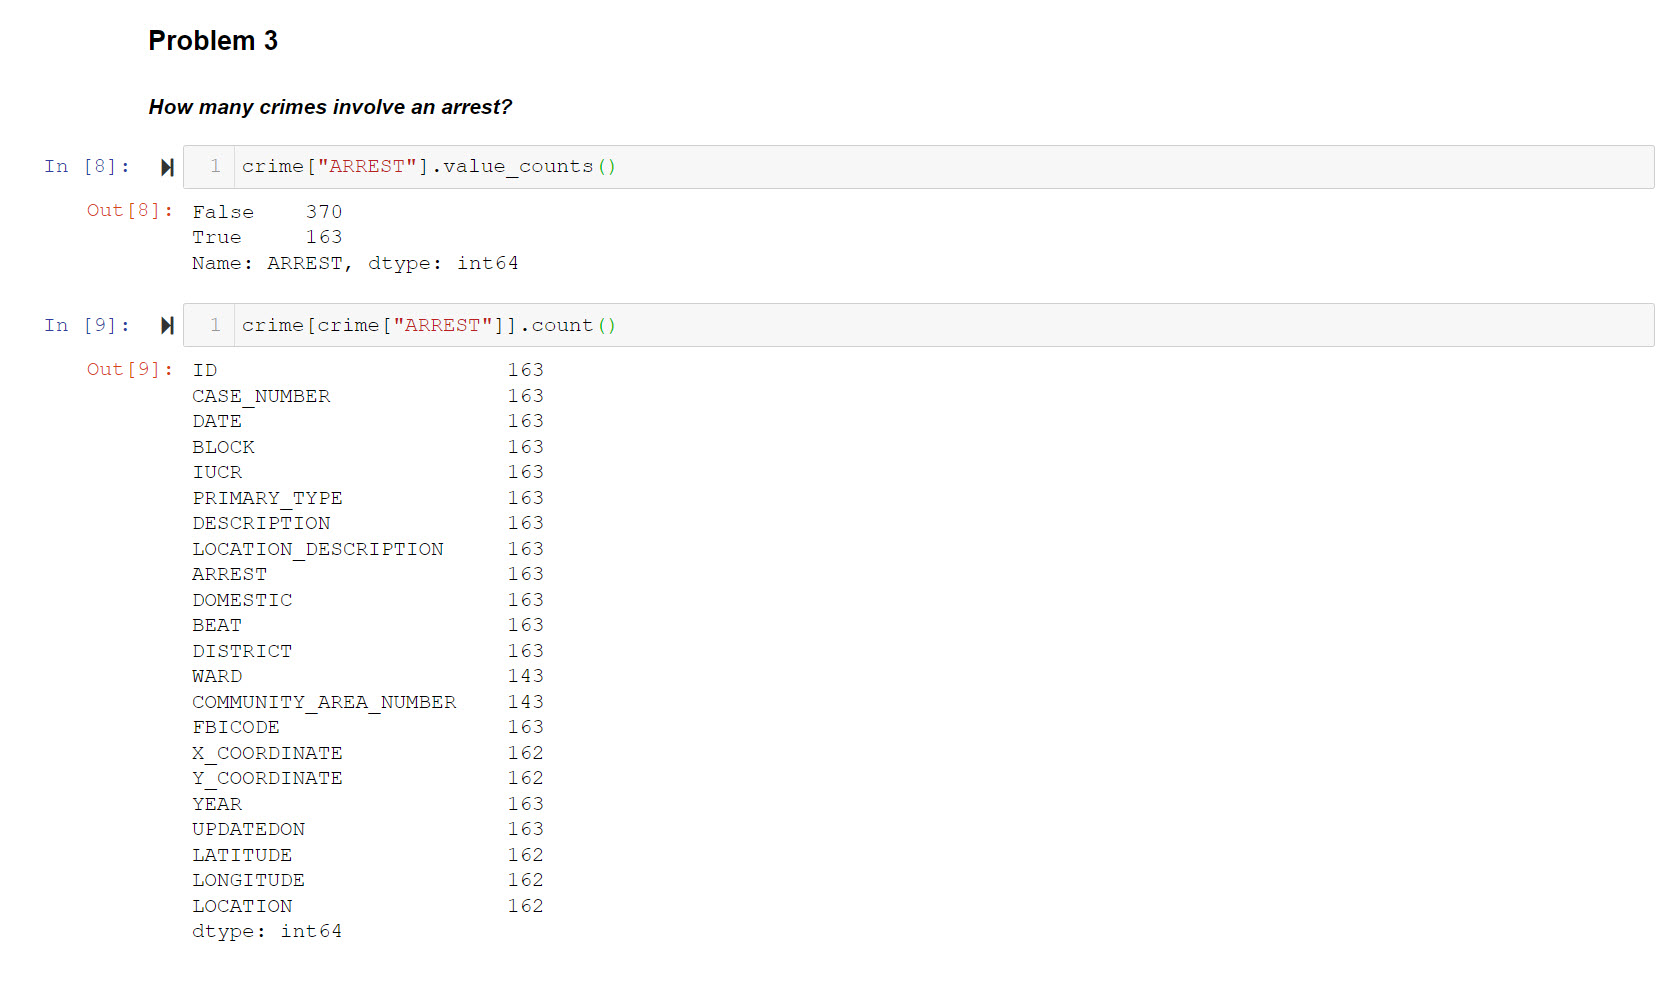 Problem 3
How many crimes involve an arrest?
In [8]: 1 crime["ARREST"].value_counts()
Out[8]: False 370
True 163
Name: ARREST, dtype: int64
In [9]: 1 crime[crime["ARREST"]].count()
Out[9]: ID 163
CASE_NUMBER 163
DATE 163
BLOCK 163
IUCR 163
PRIMARY_TYPE 163
DESCRIPTION 163
LOCATION_DESCRIPTION 163
ARREST 163
DOMESTIC 163
BEAT 163
DISTRICT 163
WARD 143
COMMUNITY_AREA_NUMBER 143
FBICODE 163
X_COORDINATE 162
Y_COORDINATE 162
YEAR 163
UPDATEDON 163
LATITUDE 162
LONGITUDE 162
LOCATION 162
dtype: int64